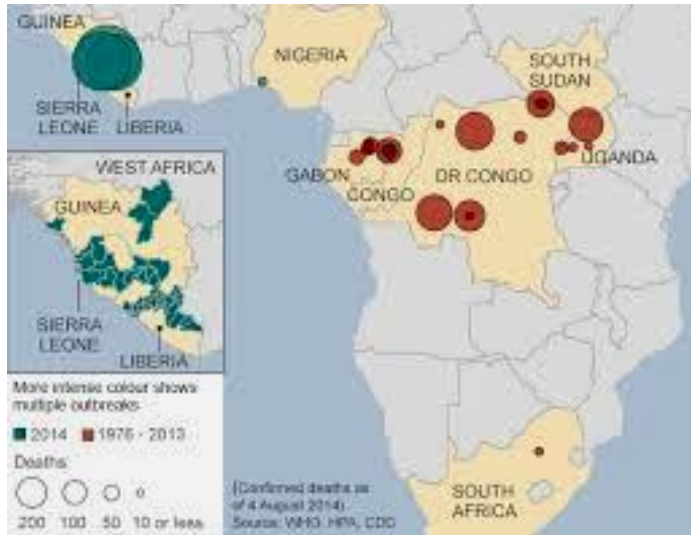 GUINEA
NIGERIA
SOUTH
SUDAN
SIERRA
LEONE
LIBERIA
UGANDA
GABON
CONGO
DR CONGO
WEST AFRICA
GUINEA
SIERRA
LEONE
LIBERIA
More intense colour shows
multiple outbreaks
2014
1976 - 2013
Deaths
200 100 50 10 or less
(Confirmed deaths as
of 4 August 2014)
Source: WHO, HPA, CDC
SOUTH
AFRICA